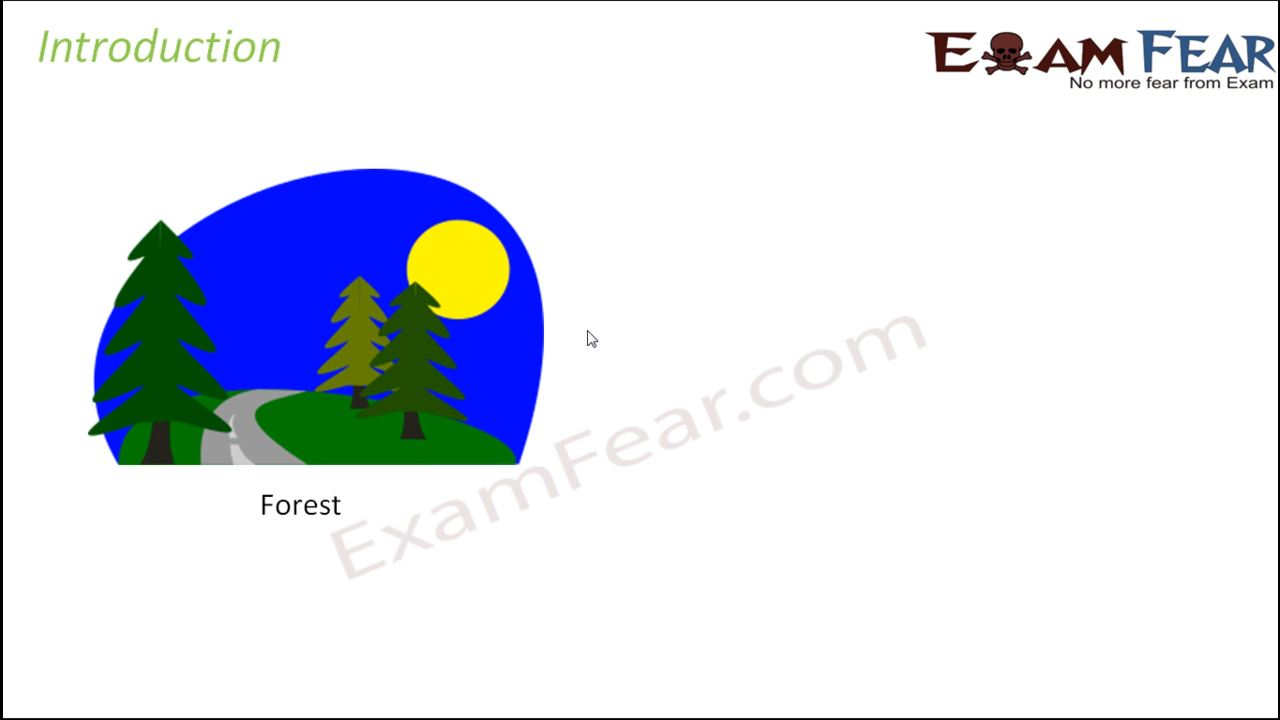 Introduction
EXAM FEAR
No more fear from Exam
Forest
ExamFear.com